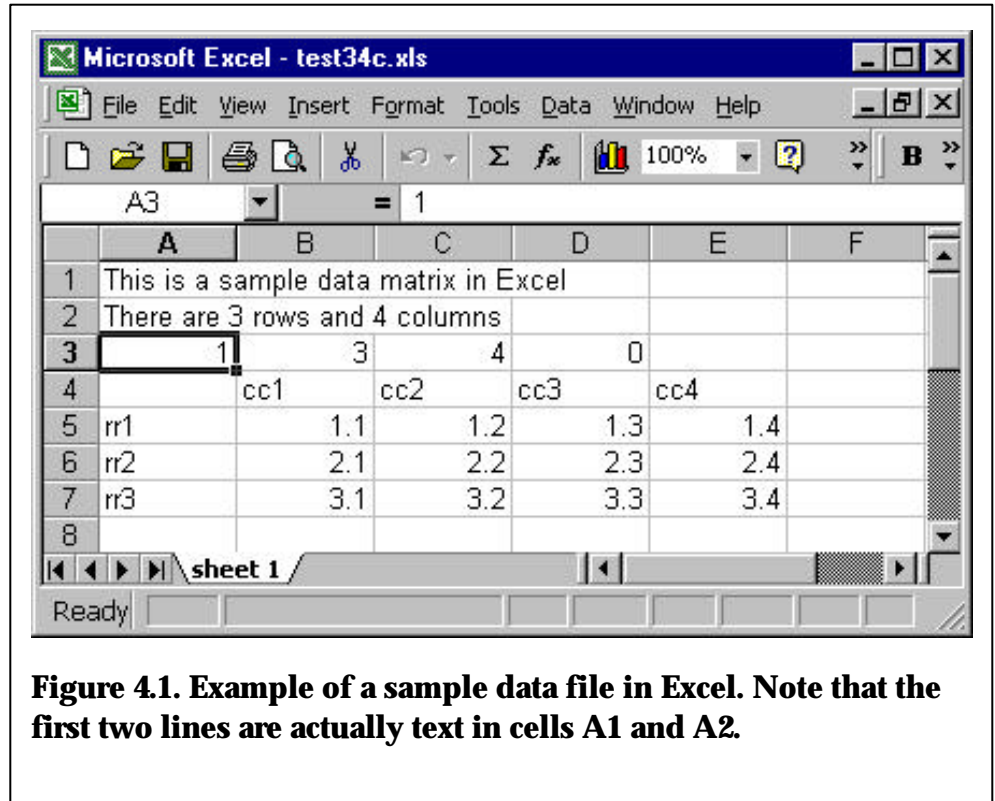 Microsoft Excel - test34c.xls
File Edit View Insert Format Tools Data Window Help
Σ fx 100% ? » B »
A3 = 1
A B C D E F
1 This is a sample data matrix in Excel
2 There are 3 rows and 4 columns
3 1 3 4 0
4 cc1 cc2 cc3 cc4
5 rr1 1.1 1.2 1.3 1.4
6 rr2 2.1 2.2 2.3 2.4
7 rr3 3.1 3.2 3.3 3.4
8
sheet 1
Ready
Figure 4.1. Example of a sample data file in Excel. Note that the
first two lines are actually text in cells A1 and A2.